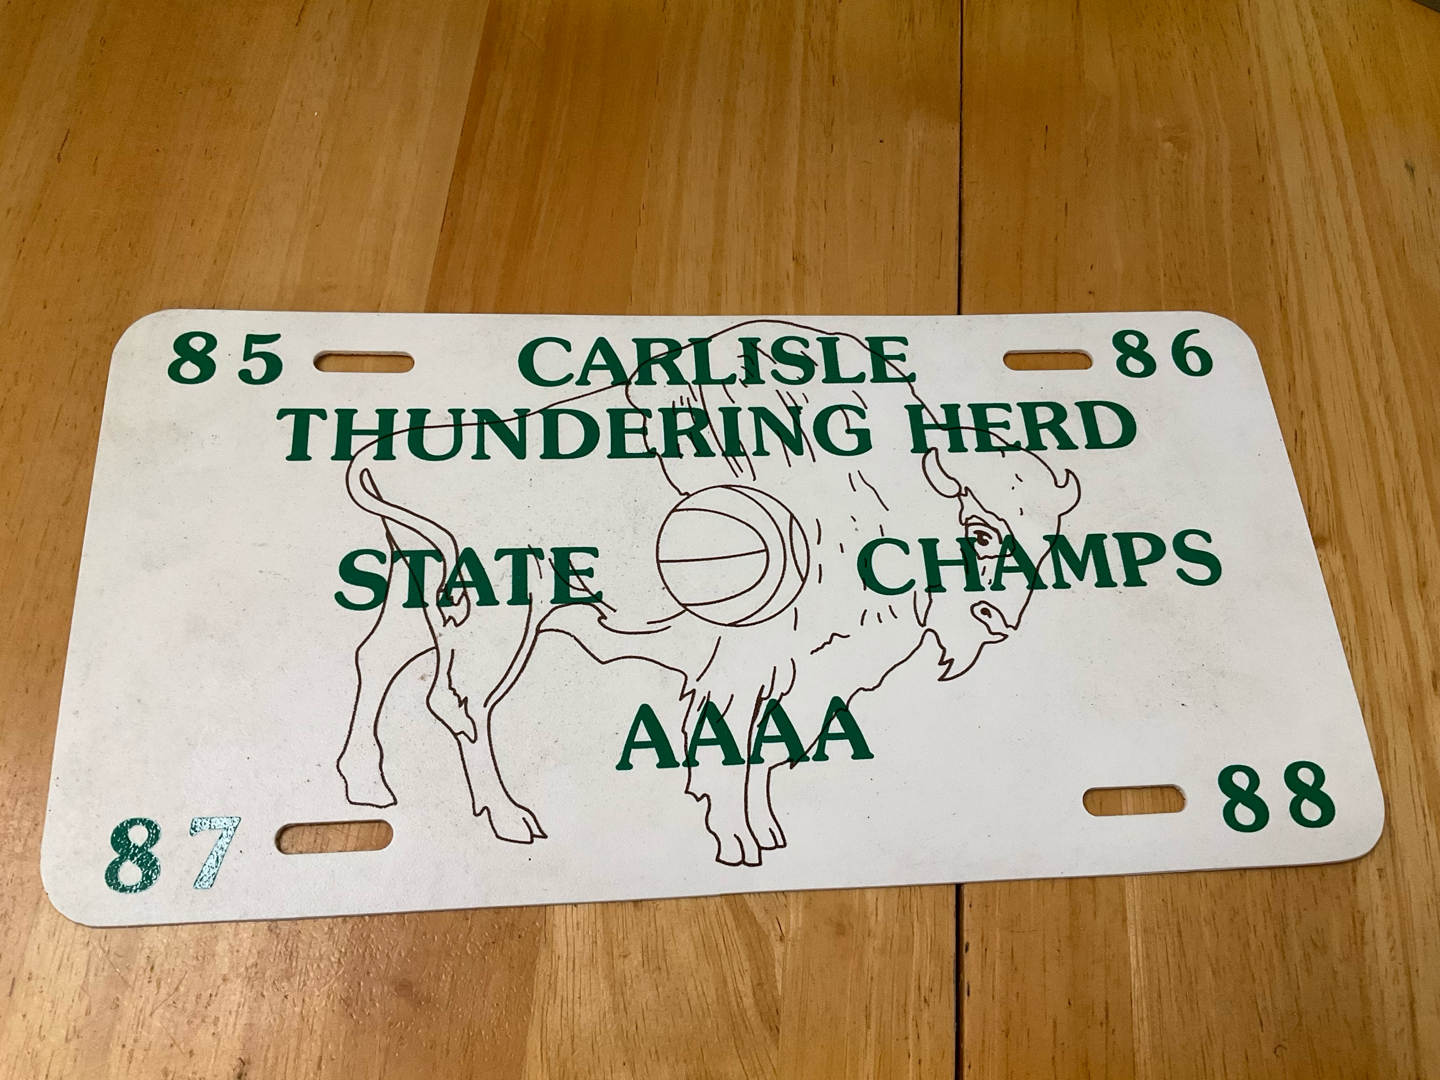 85 CARLISLE 86
THUNDERING HERD
STATE CHAMPS
AAAA
87 88